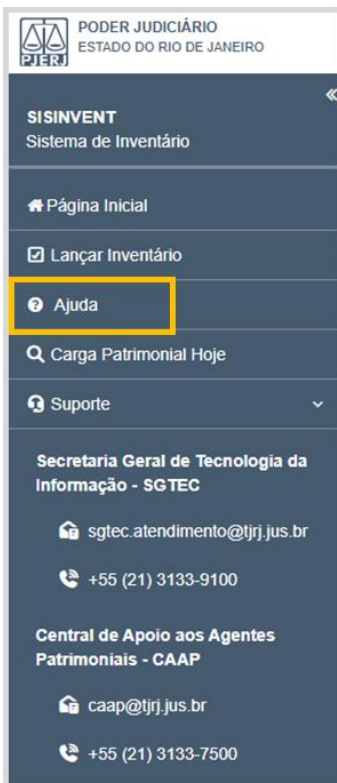 PODER JUDICIÁRIO
ESTADO DO RIO DE JANEIRO
PJERJ
SISINVENT
Sistema de Inventário
Página Inicial
Lançar Inventário
Ajuda
Carga Patrimonial Hoje
Suporte
Secretaria Geral de Tecnologia da
Informação - SGTEC
sgtec.atendimento@tjrj.jus.br
+55 (21) 3133-9100
Central de Apoio aos Agentes
Patrimoniais - CAAP
caap@tjrj.jus.br
+55 (21) 3133-7500